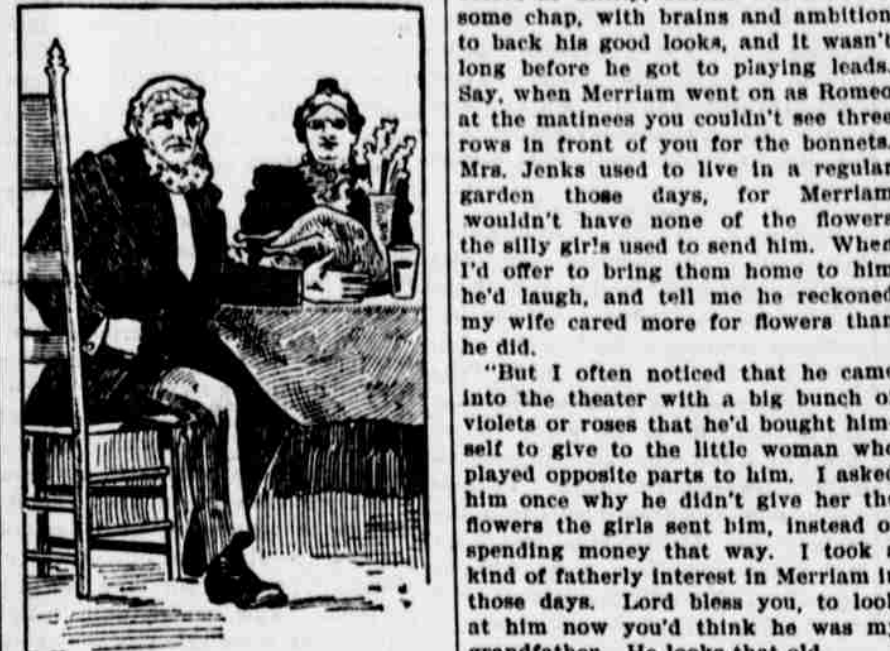 some chap, with brains and ambition
to back his good looks, and it wasn't
long before he got to playing leads.
Say, when Merriam went on as Romeo
at the matinees you couldn't see three
rows in front of you for the bonnets.
Mrs. Jenks used to live in a regular
garden those days, for Merriam
wouldn't have none of the flowers
the silly girls used to send him. When
I'd offer to bring them home to him
he'd laugh, and tell me he reckoned
my wife cared more for flowers than
he did.
"But I often noticed that he came
into the theater with a big bunch of
violets or roses that he'd bought him-
self to give to the little woman who
played opposite parts to him. I asked
him once why he didn't give her the
flowers the girls sent him, instead of
spending money that way. I took a
kind of fatherly interest in Merriam in
those days. Lord bless you, to look
at him now you'd think he was my
grandfather. He looks that old